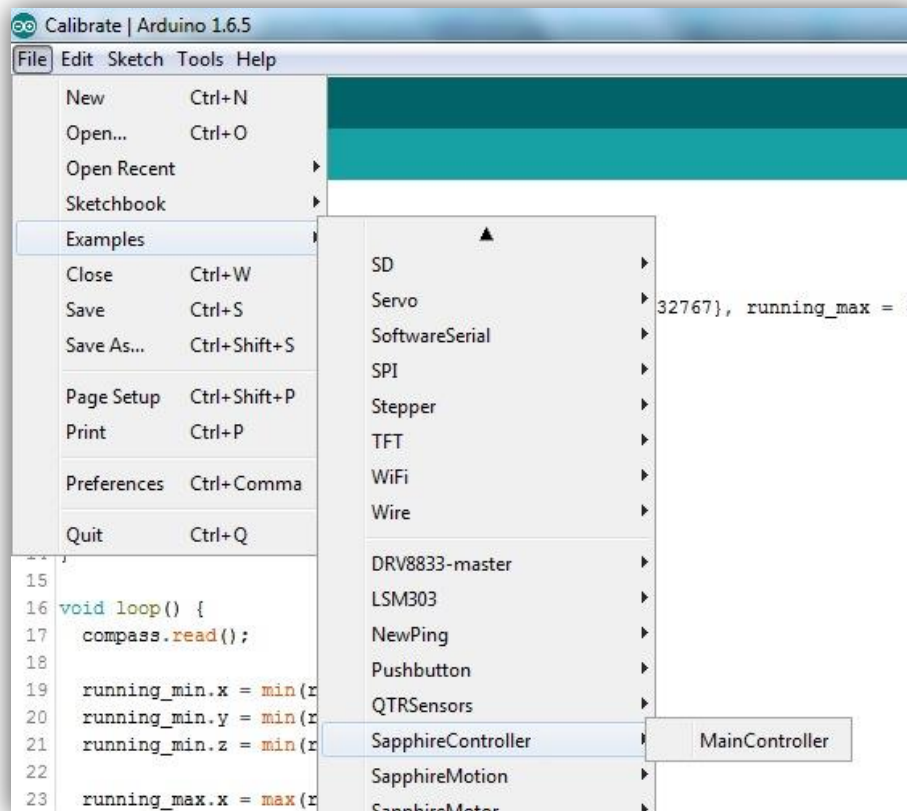 Calibrate | Arduino 1.6.5
File Edit Sketch Tools Help
New Ctrl+N
Open... Ctrl+O
Open Recent
Sketchbook
Examples
Close Ctrl+W
Save Ctrl+S
Save As... Ctrl+Shift+S
Page Setup Ctrl+Shift+P
Print Ctrl+P
Preferences Ctrl+Comma
Quit Ctrl+Q
SD
Servo
SoftwareSerial
SPI
Stepper
TFT
WiFi
Wire
DRV8833-master
LSM303
NewPing
Pushbutton
QTRSensors
SapphireController
SapphireMotion
SapphireMotor
MainController
32767}, running_max =
15
16 void loop() {
17 compass.read();
18
19 running_min.x = min(r
20 running_min.y = min(r
21 running_min.z = min(r
22
23 running_max.x = max(r